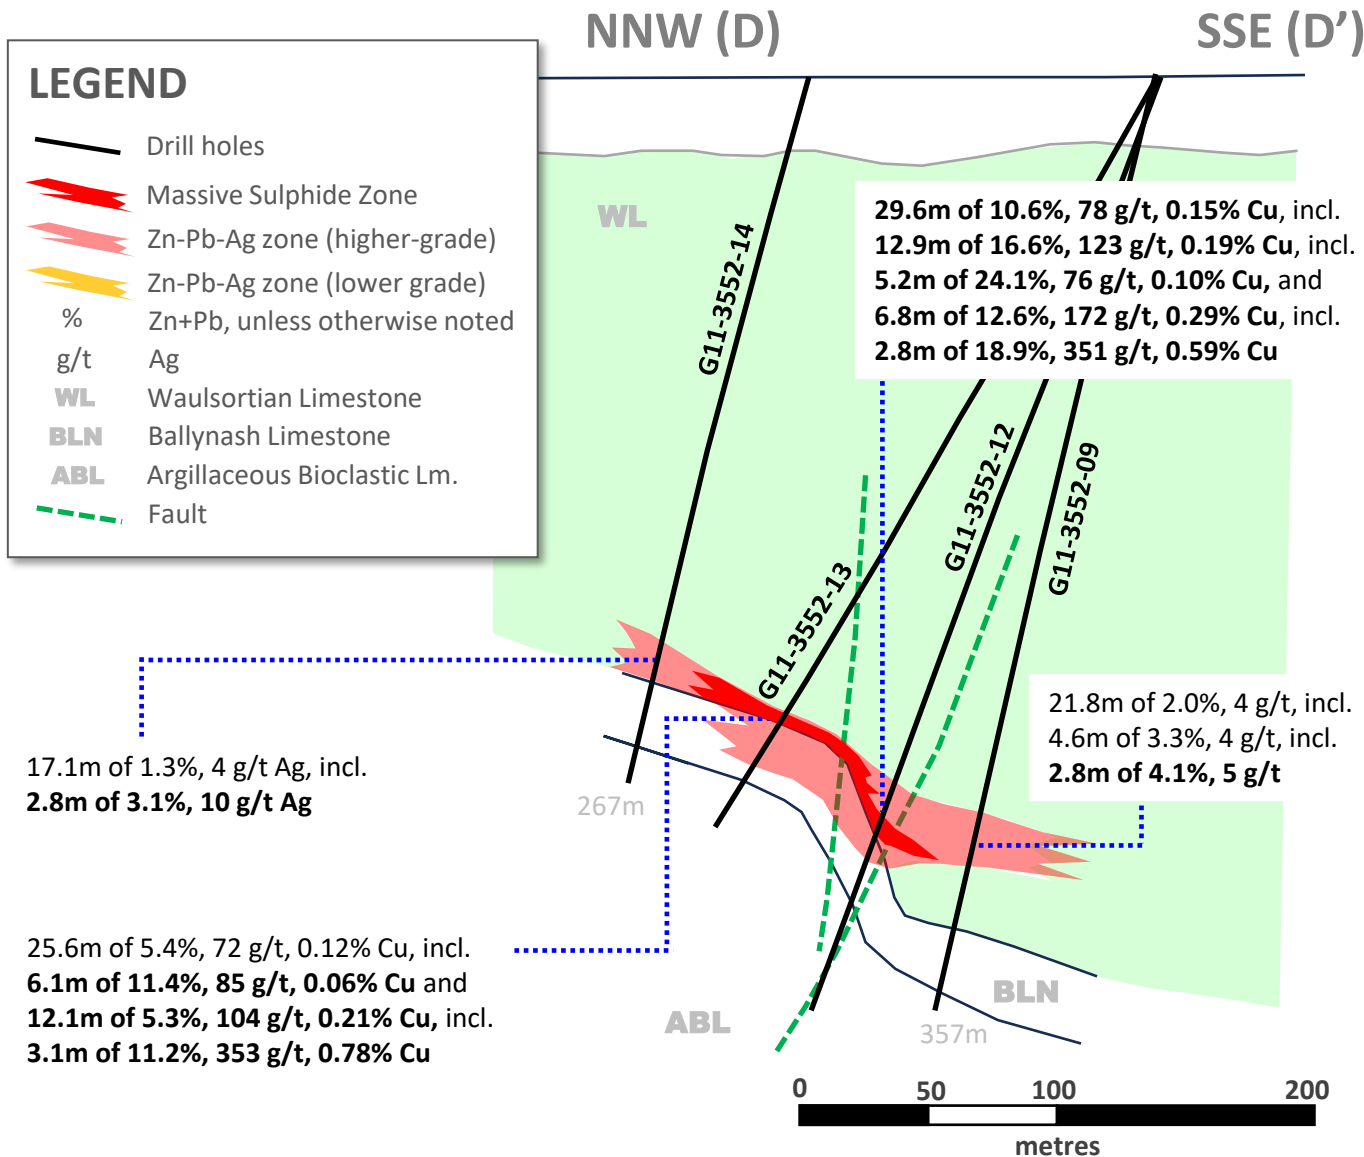 NNW (D)
SSE (D’)
LEGEND
Drill holes
Massive Sulphide Zone
Zn-Pb-Ag zone (higher-grade)
Zn-Pb-Ag zone (lower grade)
% Zn+Pb, unless otherwise noted
g/t Ag
WL Waulsortian Limestone
BLN Ballynash Limestone
ABL Argillaceous Bioclastic Lm.
Fault
WL
G11-3552-14
29.6m of 10.6%, 78 g/t, 0.15% Cu, incl.
12.9m of 16.6%, 123 g/t, 0.19% Cu, incl.
5.2m of 24.1%, 76 g/t, 0.10% Cu, and
6.8m of 12.6%, 172 g/t, 0.29% Cu, incl.
2.8m of 18.9%, 351 g/t, 0.59% Cu
G11-3552-13
G11-3552-12
G11-3552-09
21.8m of 2.0%, 4 g/t, incl.
4.6m of 3.3%, 4 g/t, incl.
2.8m of 4.1%, 5 g/t
17.1m of 1.3%, 4 g/t Ag, incl.
2.8m of 3.1%, 10 g/t Ag
267m
25.6m of 5.4%, 72 g/t, 0.12% Cu, incl.
6.1m of 11.4%, 85 g/t, 0.06% Cu and
12.1m of 5.3%, 104 g/t, 0.21% Cu, incl.
3.1m of 11.2%, 353 g/t, 0.78% Cu
BLN
ABL
357m
0 50 100 200
metres